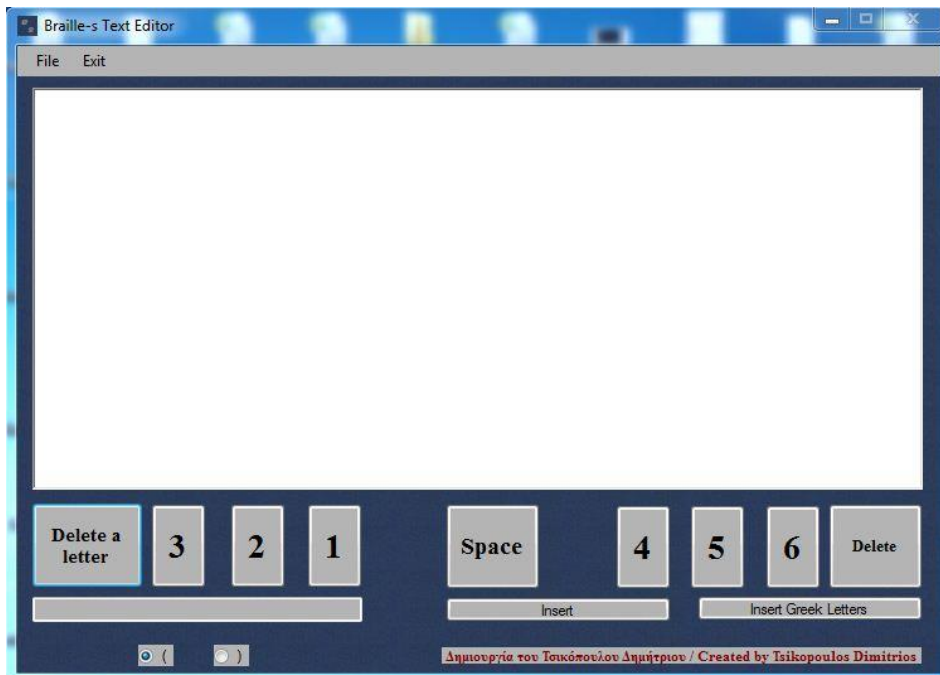 Braille-s Text Editor
File Exit
Delete a
letter
3 2 1 Space 4 5 6 Delete
Insert Insert Greek Letters
( )
Δημιουργία του Τσικόπουλου Δημήτριου / Created by Tsikopoulos Dimitrios